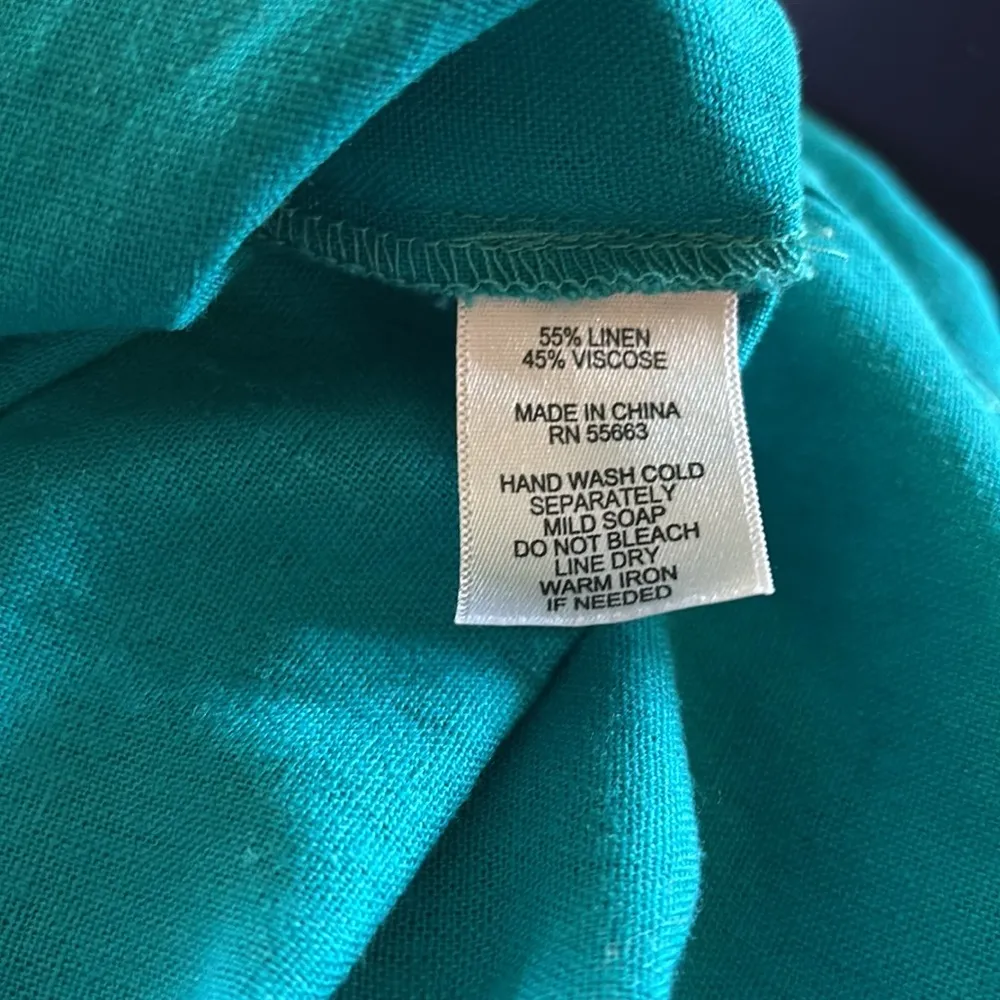 55% LINEN
45% VISCOSE
MADE IN CHINA
RN 55663
HAND WASH COLD
SEPARATELY
MILD SOAP
DO NOT BLEACH
LINE DRY
WARM IRON
IF NEEDED